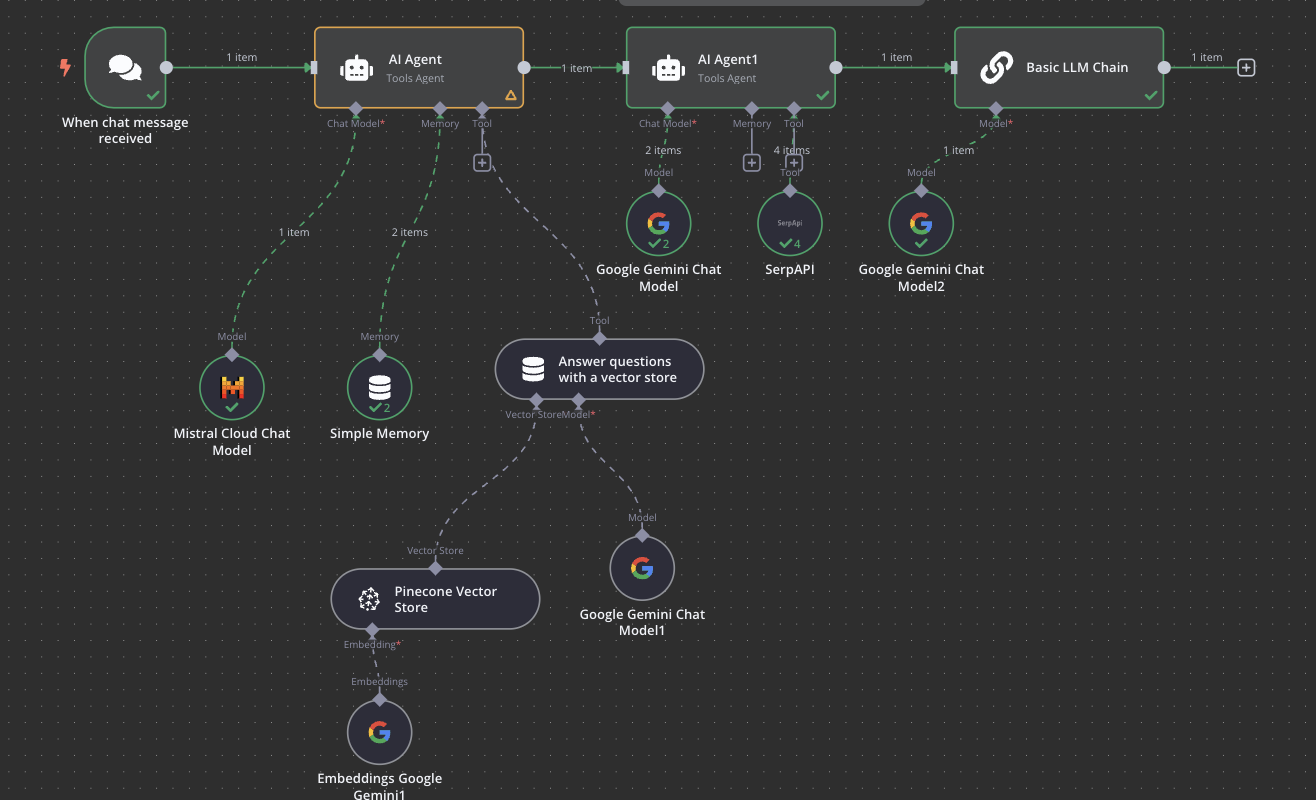 1 item
1 item
1 item
1 item
AI Agent
Tools Agent
AI Agent1
Tools Agent
Basic LLM Chain
When chat message
received
Chat Model*
Memory
Tool
Chat Model*
Memory
Tool
Model*
2 items
4 items
1 item
Model
Tool
Model
SerpApi
2
4
Google Gemini Chat
Model
SerpAPI
Google Gemini Chat
Model2
1 item
2 items
Tool
Model
Memory
Answer questions
with a vector store
2
Vector Store
Model*
Mistral Cloud Chat
Model
Simple Memory
Model
Vector Store
Pinecone Vector
Store
Google Gemini Chat
Model1
Embedding*
Embeddings
Embeddings Google
Gemini1